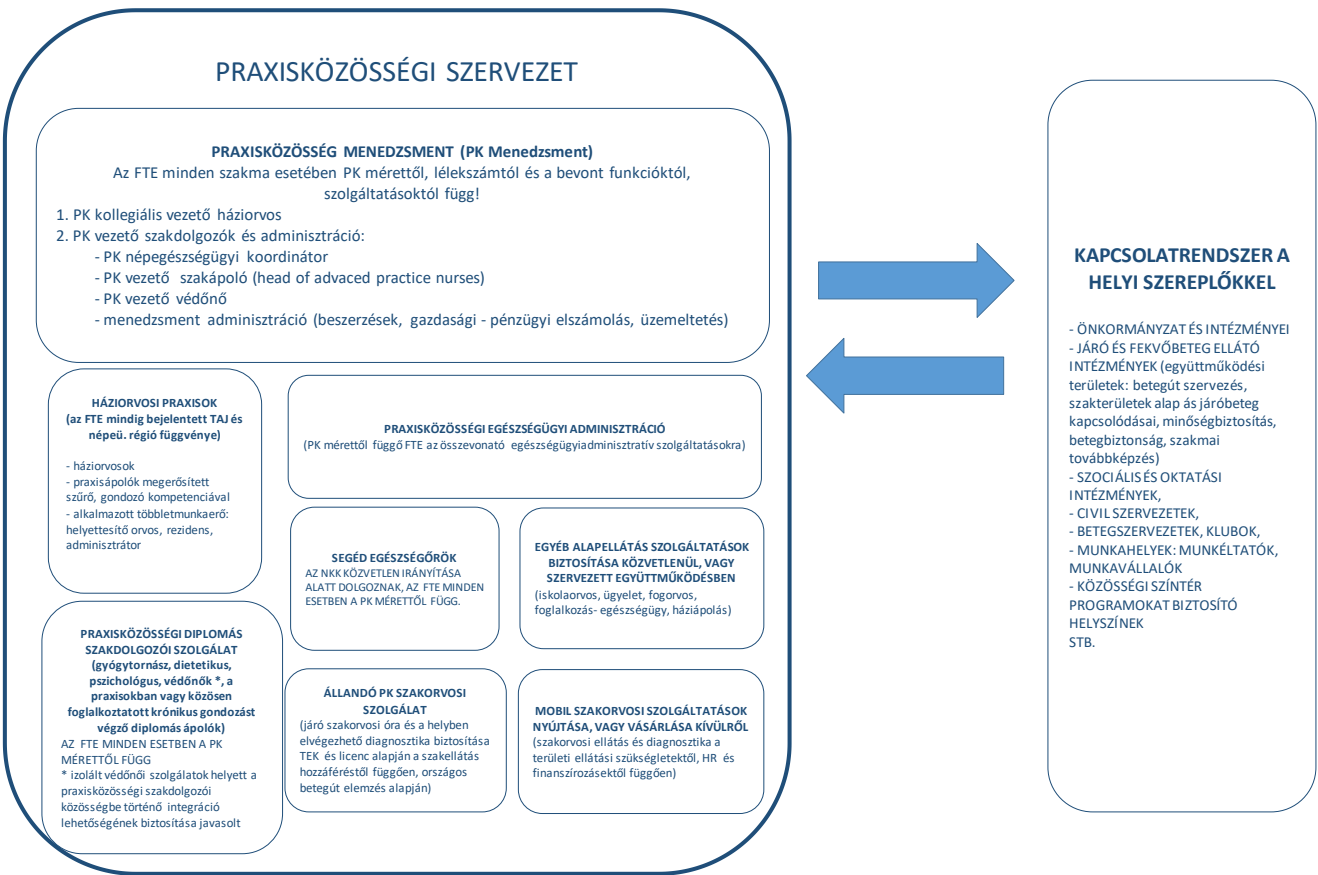 PRAXISKÖZÖSSÉGI SZERVEZET
PRAXISKÖZÖSSÉG MENEDZSMENT (PK Menedzsment)
Az FTE minden szakma esetében PK mérettől, lélekszámtól és a bevont funkcióktól,
szolgáltatásoktól függ!
1. PK kollegiális vezető háziorvos
2. PK vezető szakdolgozók és adminisztráció:
- PK népegészségügyi koordinátor
- PK vezető szakápoló (head of advaced practice nurses)
- PK vezető védőnő
- menedzsment adminisztráció (beszerzések, gazdasági - pénzügyi elszámolás, üzemeltetés)
HÁZIORVOSI PRAXISOK
(az FTE mindig bejelentett TAJ és
népeü. régió függvénye)
- háziorvosok
- praxisápolók megerősített
szűrő, gondozó kompetenciával
- alkalmazott többletmunkaerő:
helyettesítő orvos, rezidens,
adminisztrátor
PRAXISKÖZÖSSÉGI EGÉSZSÉGÜGYI ADMINISZTRÁCIÓ
(PK mérettől függő FTE az összevonató egészségügyiadminisztratív szolgáltatásokra)
SEGÉD EGÉSZSÉGŐRÖK
AZ NKK KÖZVETLEN IRÁNYÍTÁSA
ALATT DOLGOZNAK, AZ FTE MINDEN
ESETBEN A PK MÉRETTŐL FÜGG.
EGYÉB ALAPELLÁTÁS SZOLGÁLTATÁSOK
BIZTOSÍTÁSA KÖZVETLENÜL, VAGY
SZERVEZETT EGYÜTTMŰKÖDÉSBEN
(iskolaorvos, ügyelet, fogorvos,
foglalkozás- egészségügy, háziápolás)
PRAXISKÖZÖSSÉGI DIPLOMÁS
SZAKDOLGOZÓI SZOLGÁLAT
(gyógytornász, dietetikus,
pszichológus, védőnők *, a
praxisokban vagy közösen
foglalkoztatott krónikus gondozást
végző diplomás ápolók)
AZ FTE MINDEN ESETBEN A PK
MÉRETTŐL FÜGG
* izolált védőnői szolgálatok helyett a
praxisközösségi szakdolgozói
közösségbe történő integráció
lehetőségének biztosítása javasolt
ÁLLANDÓ PK SZAKORVOSI
SZOLGÁLAT
(járó szakorvosi óra és a helyben
elvégezhető diagnosztika biztosítása
TEK és licenc alapján a szakellátás
hozzáféréstől függően, országos
betegút elemzés alapján)
MOBIL SZAKORVOSI SZOLGÁLTATÁSOK
NYÚJTÁSA, VAGY VÁSÁRLÁSA KÍVÜLRŐL
(szakorvosi ellátás és diagnosztika a
területi ellátási szükségletektől, HR és
finanszírozásektől függően)
KAPCSOLATRENDSZER A
HELYI SZEREPLŐKKEL
- ÖNKORMÁNYZAT ÉS INTÉZMÉNYEI
- JÁRÓ ÉS FEKVŐBETEG ELLÁTÓ
INTÉZMÉNYEK (együttműködési
területek: betegút szervezés,
szakterületek alap ás járóbeteg
kapcsolódásai, minőségbiztosítás,
betegbiztonság, szakmai
továbbképzés)
- SZOCIÁLIS ÉS OKTATÁSI
INTÉZMÉNYEK,
- CIVIL SZERVEZETEK,
- BETEGSZERVEZETEK, KLUBOK,
- MUNKAHELYEK: MUNKÉLTATÓK,
MUNKAVÁLLALÓK
- KÖZÖSSÉGI SZÍNTÉR
PROGRAMOKAT BIZTOSÍTÓ
HELYSZÍNEK
STB.